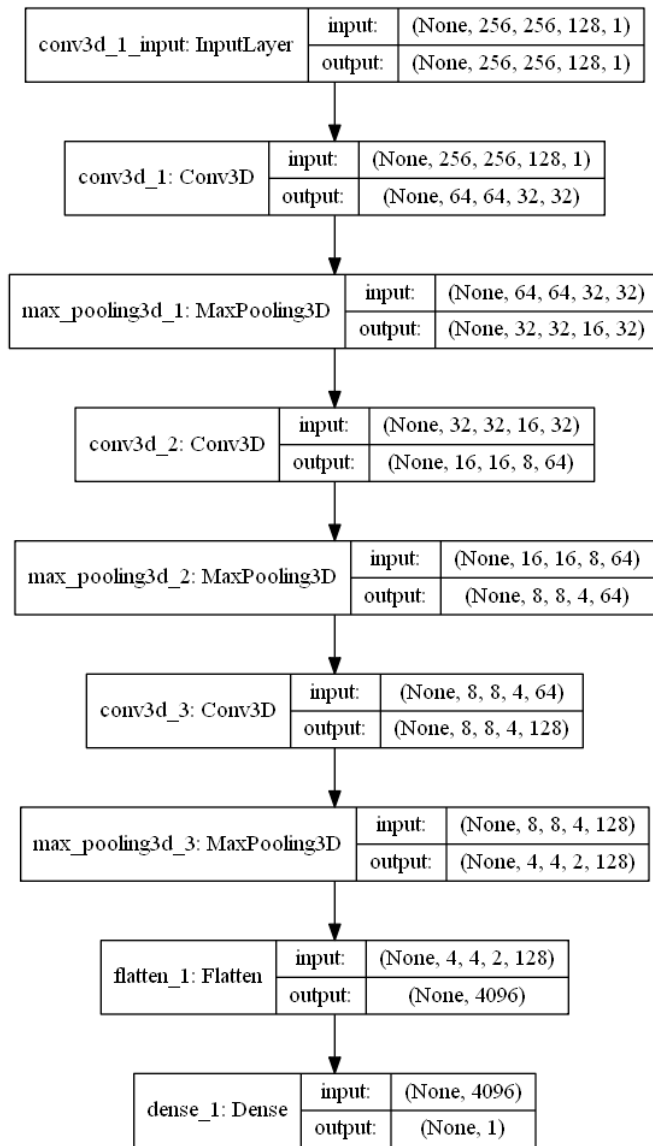 conv3d_1_input: InputLayer input: (None, 256, 256, 128, 1)
output: (None, 256, 256, 128, 1)
conv3d_1: Conv3D input: (None, 256, 256, 128, 1)
output: (None, 64, 64, 32, 32)
max_pooling3d_1: MaxPooling3D input: (None, 64, 64, 32, 32)
output: (None, 32, 32, 16, 32)
conv3d_2: Conv3D input: (None, 32, 32, 16, 32)
output: (None, 16, 16, 8, 64)
max_pooling3d_2: MaxPooling3D input: (None, 16, 16, 8, 64)
output: (None, 8, 8, 4, 64)
conv3d_3: Conv3D input: (None, 8, 8, 4, 64)
output: (None, 8, 8, 4, 128)
max_pooling3d_3: MaxPooling3D input: (None, 8, 8, 4, 128)
output: (None, 4, 4, 2, 128)
flatten_1: Flatten input: (None, 4, 4, 2, 128)
output: (None, 4096)
dense_1: Dense input: (None, 4096)
output: (None, 1)